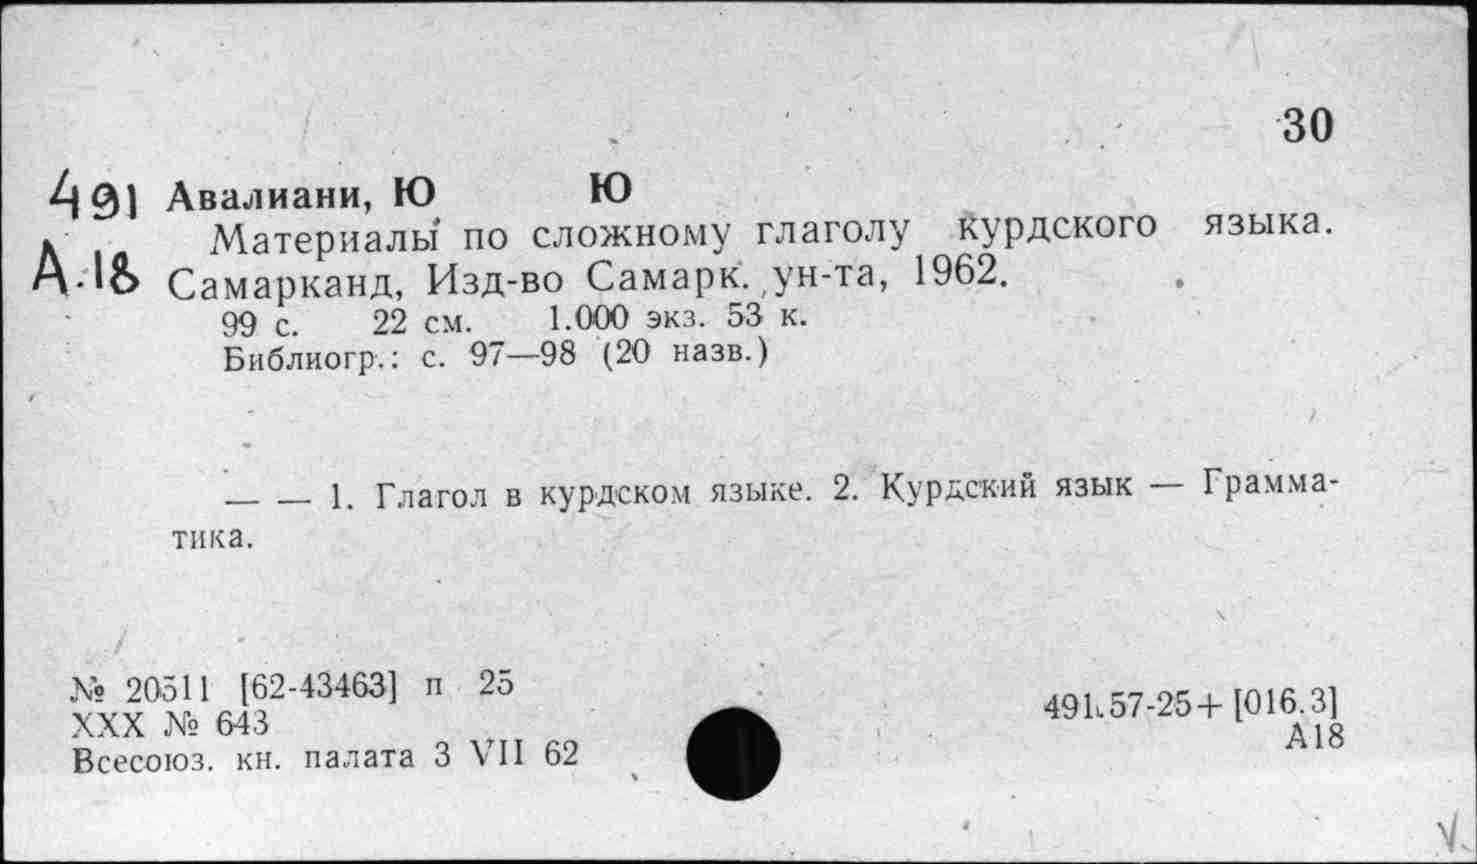 30
491 Авалиани, Ю Ю
Материалы по сложному глаголу курдского языка.
А-18 Самарканд, Изд-во Самарк. ун-та, 1962.
99 с. 22 см. 1.000 экз. 53 к.
Библиогр.: с. 97—98 (20 назв.)
— — 1. Глагол в курдском языке. 2. Курдский язык — Грамма-
тика.
№ 20511 [62-43463] п 25
XXX № 643
Всесоюз. кн. палата 3 VII 62
491.57-25+[016.3]
А18